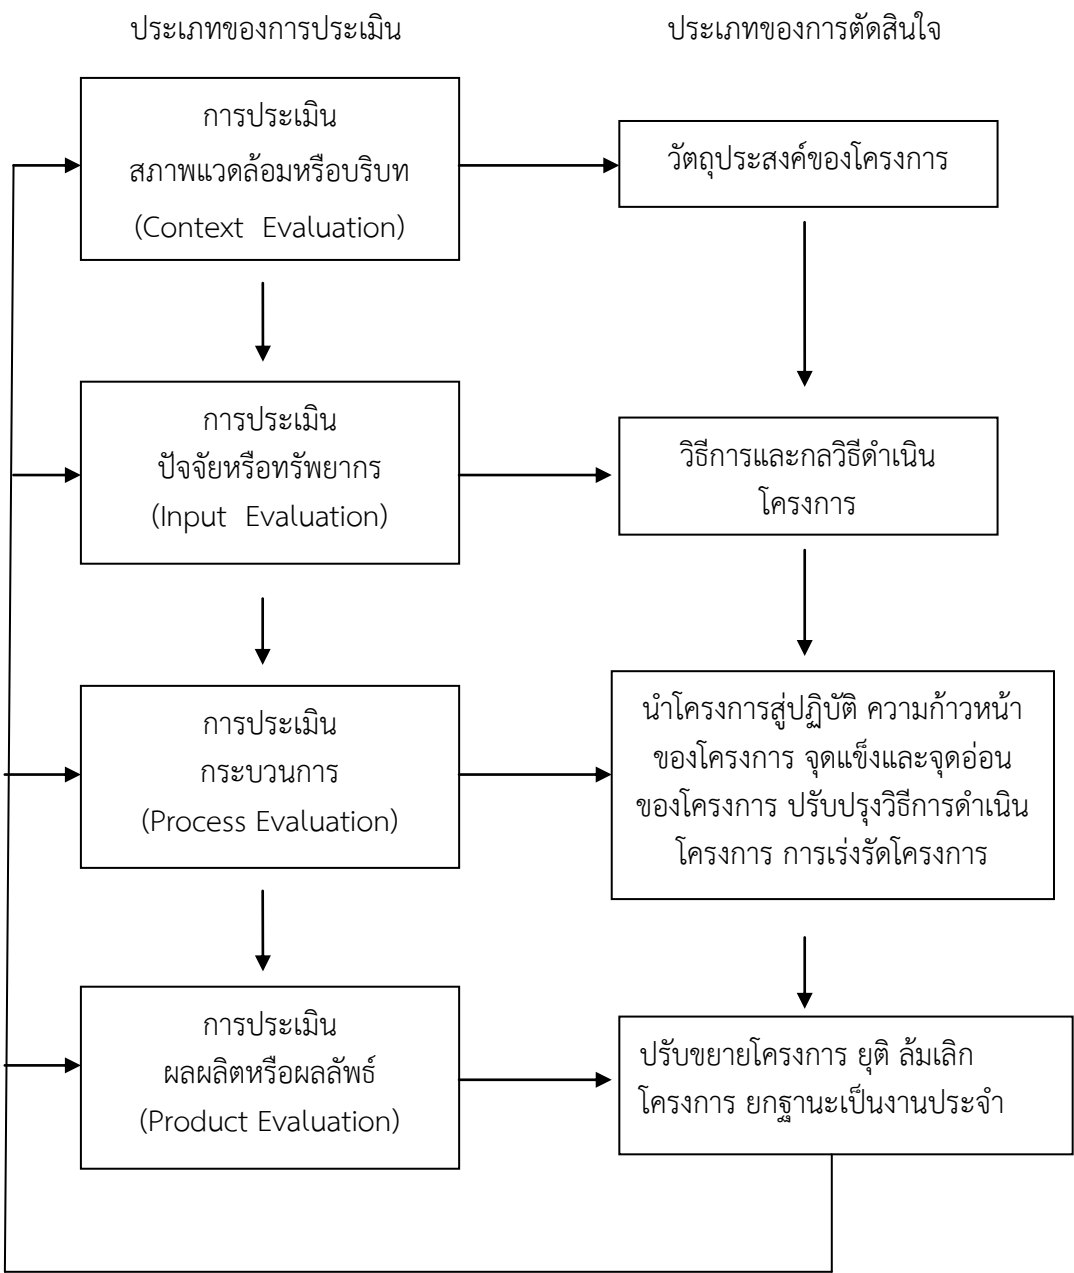 ประเภทของการประเมิน
ประเภทของการตัดสินใจ
การประเมิน
สภาพแวดล้อมหรือบริบท
(Context Evaluation)
วัตถุประสงค์ของโครงการ
การประเมิน
ปัจจัยหรือทรัพยากร
(Input Evaluation)
วิธีการและกลวิธีดำเนิน
โครงการ
การประเมิน
กระบวนการ
(Process Evaluation)
นำโครงการสู่ปฏิบัติ ความก้าวหน้า
ของโครงการ จุดแข็งและจุดอ่อน
ของโครงการ ปรับปรุงวิธีการดำเนิน
โครงการ การเร่งรัดโครงการ
การประเมิน
ผลผลิตหรือผลลัพธ์
(Product Evaluation)
ปรับขยายโครงการ ยุติ ล้มเลิก
โครงการ ยกฐานะเป็นงานประจำ